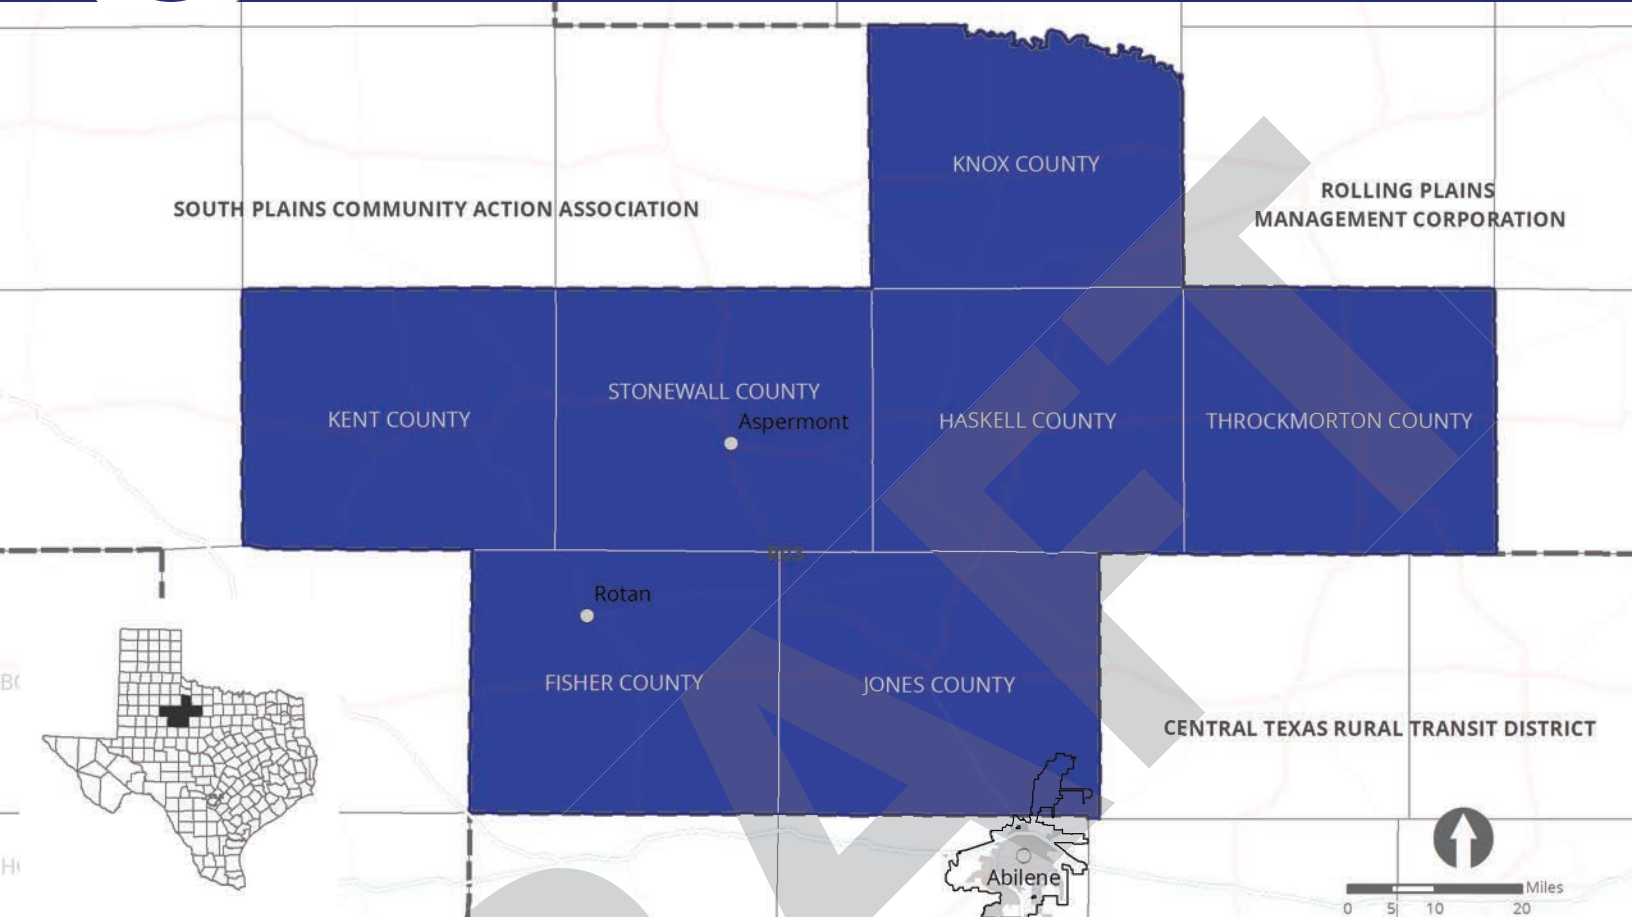 KNOX COUNTY
ROLLING PLAINS
MANAGEMENT CORPORATION
SOUTH PLAINS COMMUNITY ACTION ASSOCIATION
STONEWALL COUNTY
KENT COUNTY
Aspermont
HASKELL COUNTY
THROCKMORTON COUNTY
Rotan
FISHER COUNTY
JONES COUNTY
CENTRAL TEXAS RURAL TRANSIT DISTRICT
Abilene
Miles
0 5 10 20